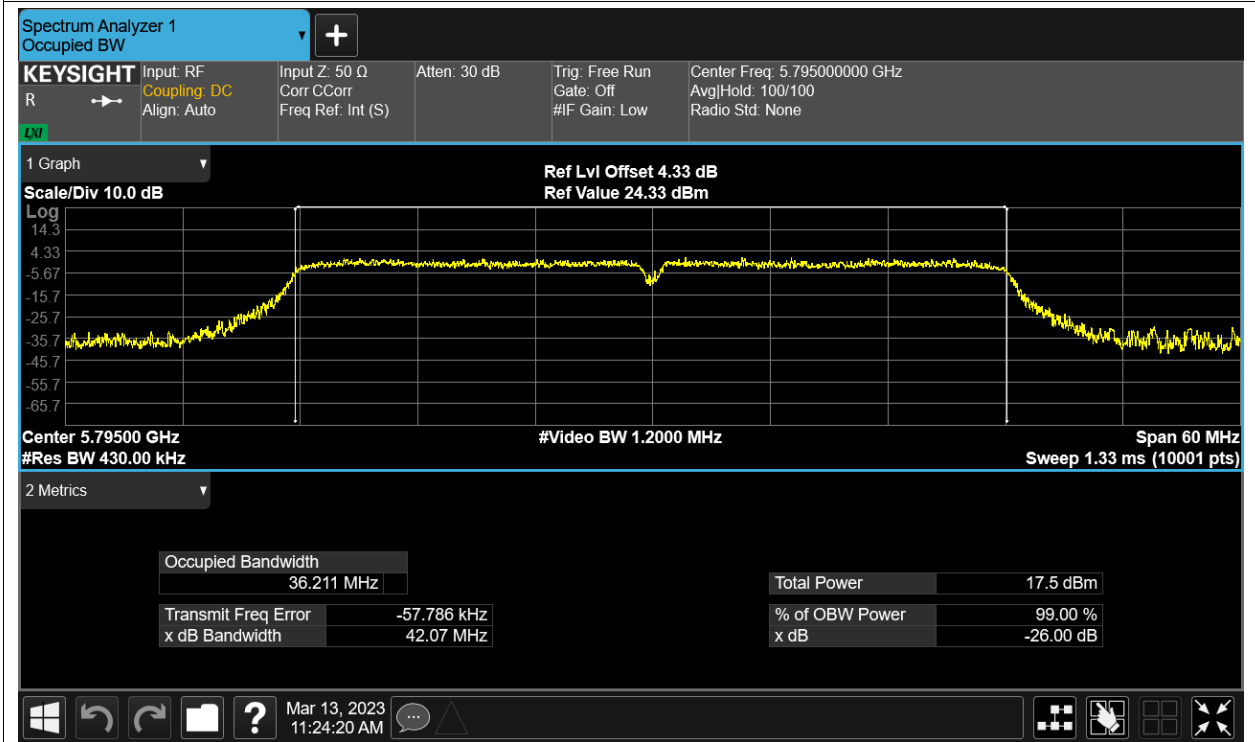 Spectrum Analyzer 1
Occupied BW
KEYSIGHT
R
LXI
Input: RF
Coupling: DC
Align: Auto
Input Z: 50 Ω
Corr CCorr
Freq Ref: Int (S)
Atten: 30 dB
Trig: Free Run
Gate: Off
#IF Gain: Low
Center Freq: 5.795000000 GHz
Avg|Hold: 100/100
Radio Std: None
1 Graph
Scale/Div 10.0 dB
Ref Lvl Offset 4.33 dB
Ref Value 24.33 dBm
Log
14.3
4.33
-5.67
-15.7
-25.7
-35.7
-45.7
-55.7
-65.7
Center 5.79500 GHz
#Res BW 430.00 kHz
#Video BW 1.2000 MHz
Span 60 MHz
Sweep 1.33 ms (10001 pts)
2 Metrics
Occupied Bandwidth
36.211 MHz
Transmit Freq Error -57.786 kHz
x dB Bandwidth 42.07 MHz
Total Power 17.5 dBm
% of OBW Power 99.00 %
x dB -26.00 dB
?
Mar 13, 2023
11:24:20 AM